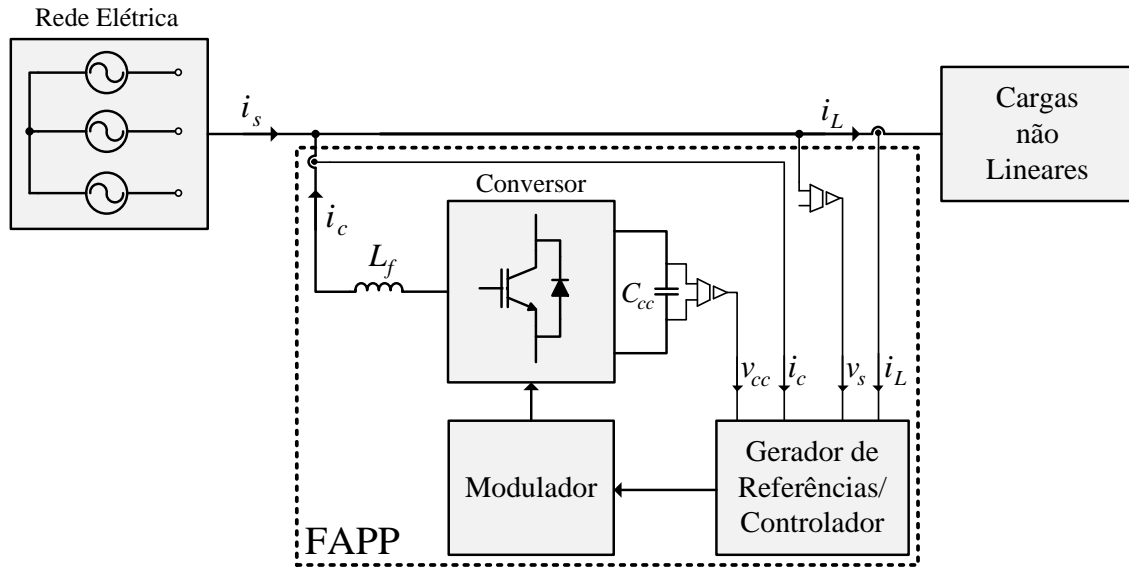 Rede Elétrica
i_s
i_L
Cargas
não
Lineares
Conversor
i_c
L_f
C_cc
v_cc
i_c
v_s
i_L
Modulador
Gerador de
Referências/
Controlador
FAPP